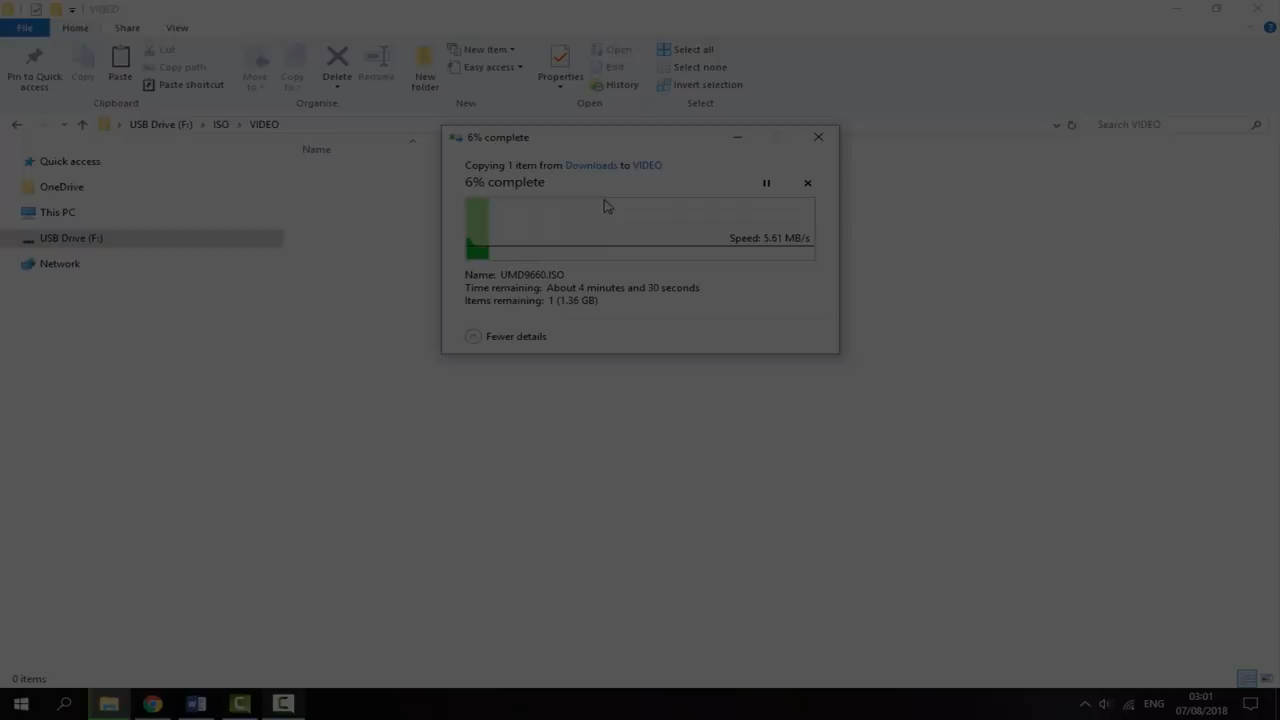 VIDEO
File Home Share View
Pin to Quick access
Copy
Paste
Cut
Copy path
Paste shortcut
Move to
Copy to
Delete
Rename
New folder
New item
Easy access
Properties
Open
Edit
History
Select all
Select none
Invert selection
Clipboard Organise New Open Select
USB Drive (F:) > ISO > VIDEO
Search VIDEO
Name
Quick access
OneDrive
This PC
USB Drive (F:)
Network
6% complete
Copying 1 item from Downloads to VIDEO
6% complete
Speed: 5.61 MB/s
Name: UMD9660.ISO
Time remaining: About 4 minutes and 30 seconds
Items remaining: 1 (1.36 GB)
Fewer details
0 items
ENG
03:01
07/08/2018